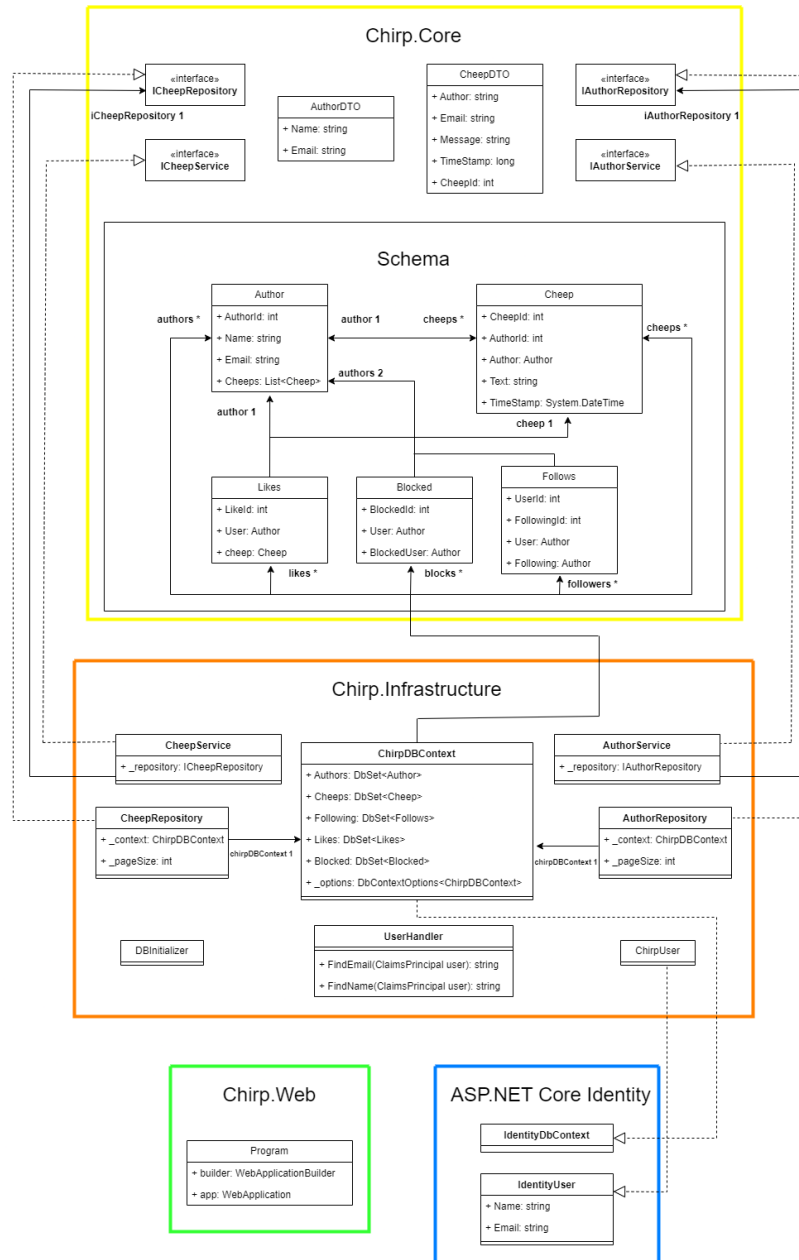 Chirp.Core
«interface»
ICheepRepository
iCheepRepository 1
«interface»
ICheepService
AuthorDTO
+ Name: string
+ Email: string
CheepDTO
+ Author: string
+ Email: string
+ Message: string
+ TimeStamp: long
+ CheepId: int
«interface»
IAuthorRepository
iAuthorRepository 1
«interface»
IAuthorService
Schema
Author
+ AuthorId: int
+ Name: string
+ Email: string
+ Cheeps: List<Cheep>
authors *
author 1
cheeps *
authors 2
author 1
Cheep
+ CheepId: int
+ AuthorId: int
+ Author: Author
+ Text: string
+ TimeStamp: System.DateTime
cheeps *
cheep 1
Likes
+ LikeId: int
+ User: Author
+ cheep: Cheep
likes *
Blocked
+ BlockedId: int
+ User: Author
+ BlockedUser: Author
blocks *
Follows
+ UserId: int
+ FollowingId: int
+ User: Author
+ Following: Author
followers *
Chirp.Infrastructure
CheepService
+ _repository: ICheepRepository
CheepRepository
+ _context: ChirpDBContext
+ _pageSize: int
chirpDBContext 1
ChirpDBContext
+ Authors: DbSet<Author>
+ Cheeps: DbSet<Cheep>
+ Following: DbSet<Follows>
+ Likes: DbSet<Likes>
+ Blocked: DbSet<Blocked>
+ _options: DbContextOptions<ChirpDBContext>
AuthorService
+ _repository: IAuthorRepository
AuthorRepository
+ _context: ChirpDBContext
+ _pageSize: int
chirpDBContext 1
DBInitializer
UserHandler
+ FindEmail(ClaimsPrincipal user): string
+ FindName(ClaimsPrincipal user): string
ChirpUser
Chirp.Web
Program
+ builder: WebApplicationBuilder
+ app: WebApplication
ASP.NET Core Identity
IdentityDbContext
IdentityUser
+ Name: string
+ Email: string